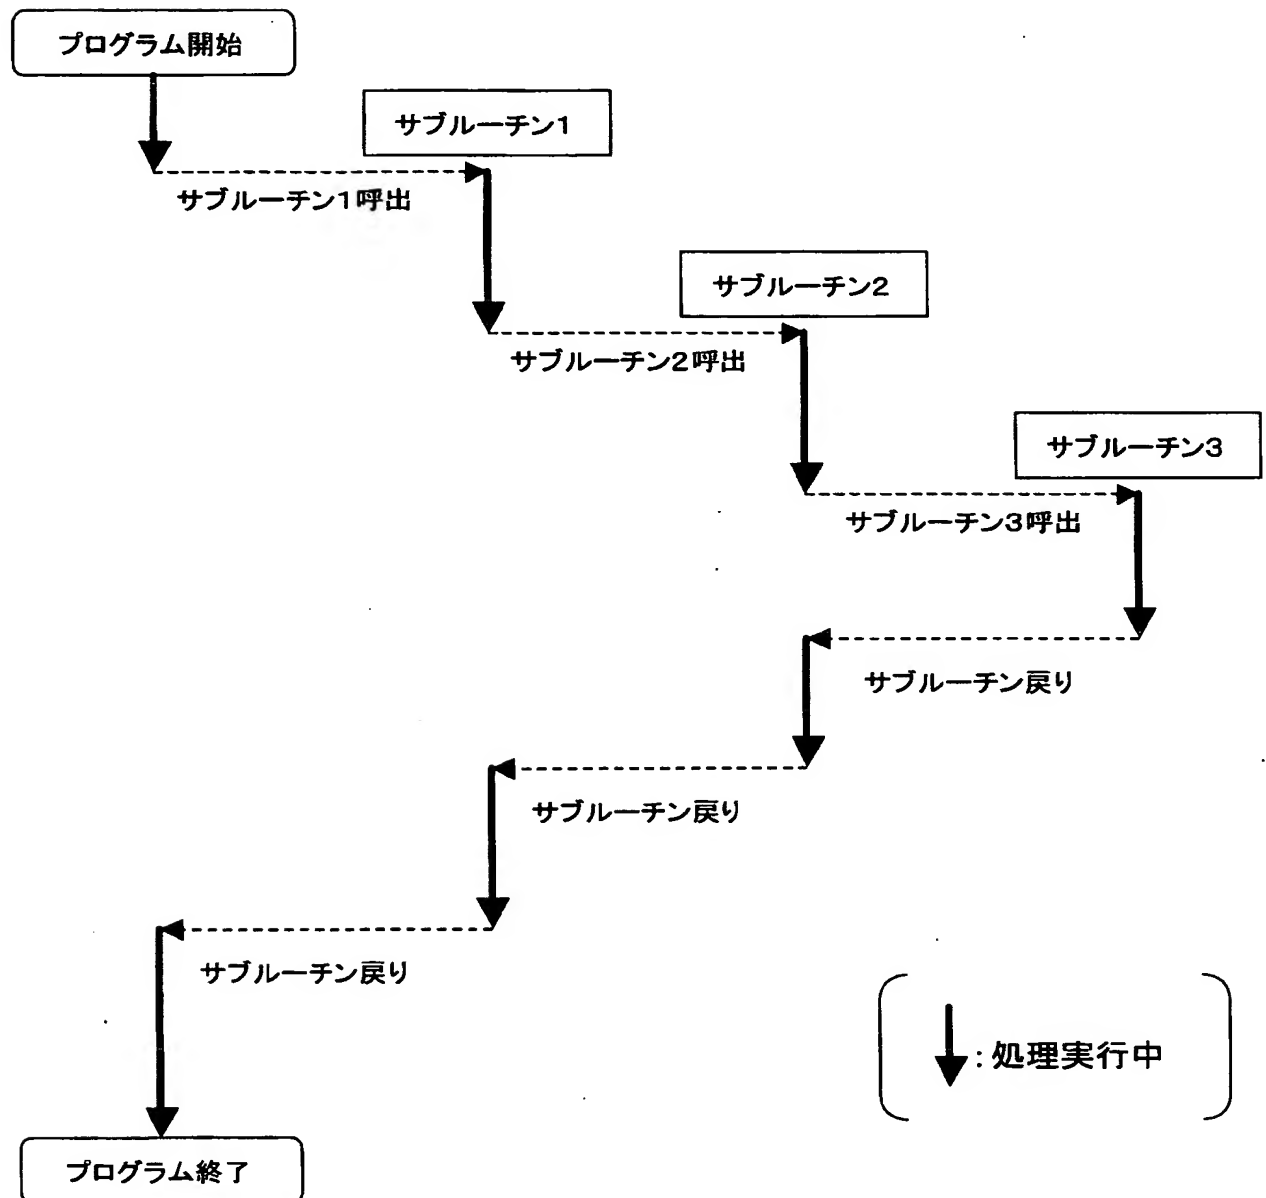 プログラム開始
サブルーチン1
サブルーチン1呼出
サブルーチン2
サブルーチン2呼出
サブルーチン3
サブルーチン3呼出
サブルーチン戻り
サブルーチン戻り
サブルーチン戻り
:処理実行中
プログラム終了